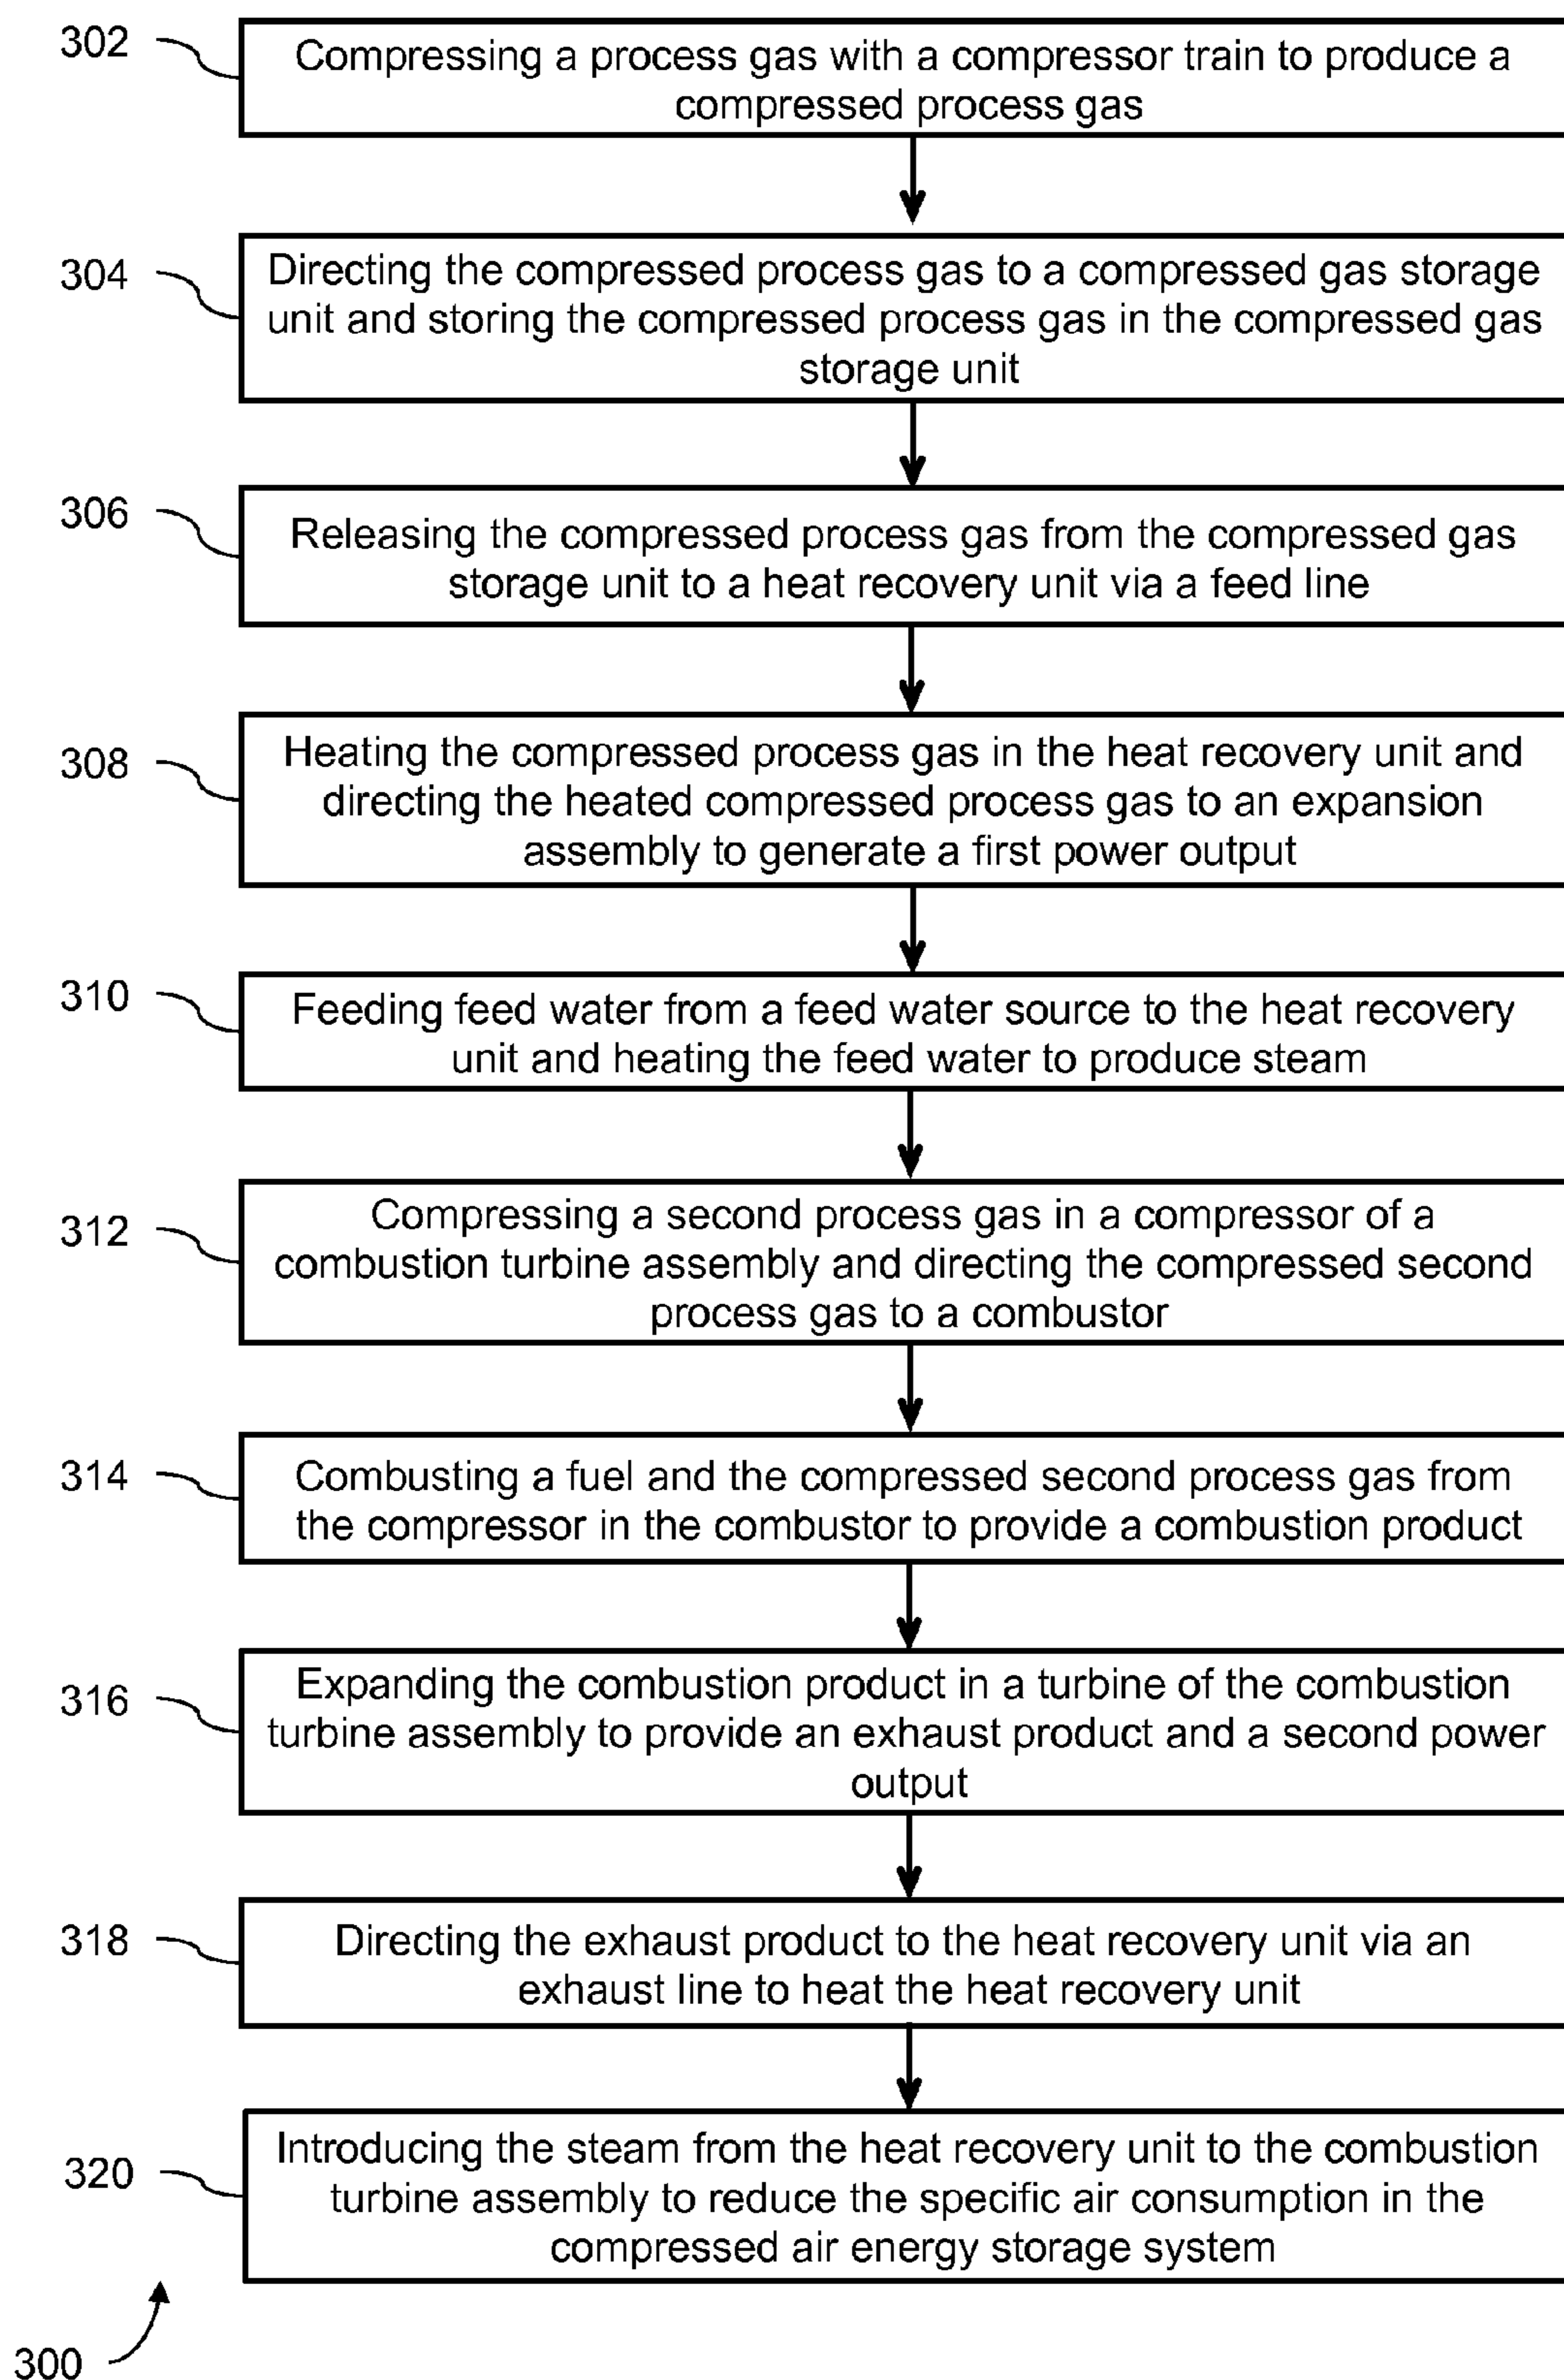 302
Compressing a process gas with a compressor train to produce a
compressed process gas
304
Directing the compressed process gas to a compressed gas storage
unit and storing the compressed process gas in the compressed gas
storage unit
306
Releasing the compressed process gas from the compressed gas
storage unit to a heat recovery unit via a feed line
308
Heating the compressed process gas in the heat recovery unit and
directing the heated compressed process gas to an expansion
assembly to generate a first power output
310
Feeding feed water from a feed water source to the heat recovery
unit and heating the feed water to produce steam
312
Compressing a second process gas in a compressor of a
combustion turbine assembly and directing the compressed second
process gas to a combustor
314
Combusting a fuel and the compressed second process gas from
the compressor in the combustor to provide a combustion product
316
Expanding the combustion product in a turbine of the combustion
turbine assembly to provide an exhaust product and a second power
output
318
Directing the exhaust product to the heat recovery unit via an
exhaust line to heat the heat recovery unit
320
Introducing the steam from the heat recovery unit to the combustion
turbine assembly to reduce the specific air consumption in the
compressed air energy storage system
300